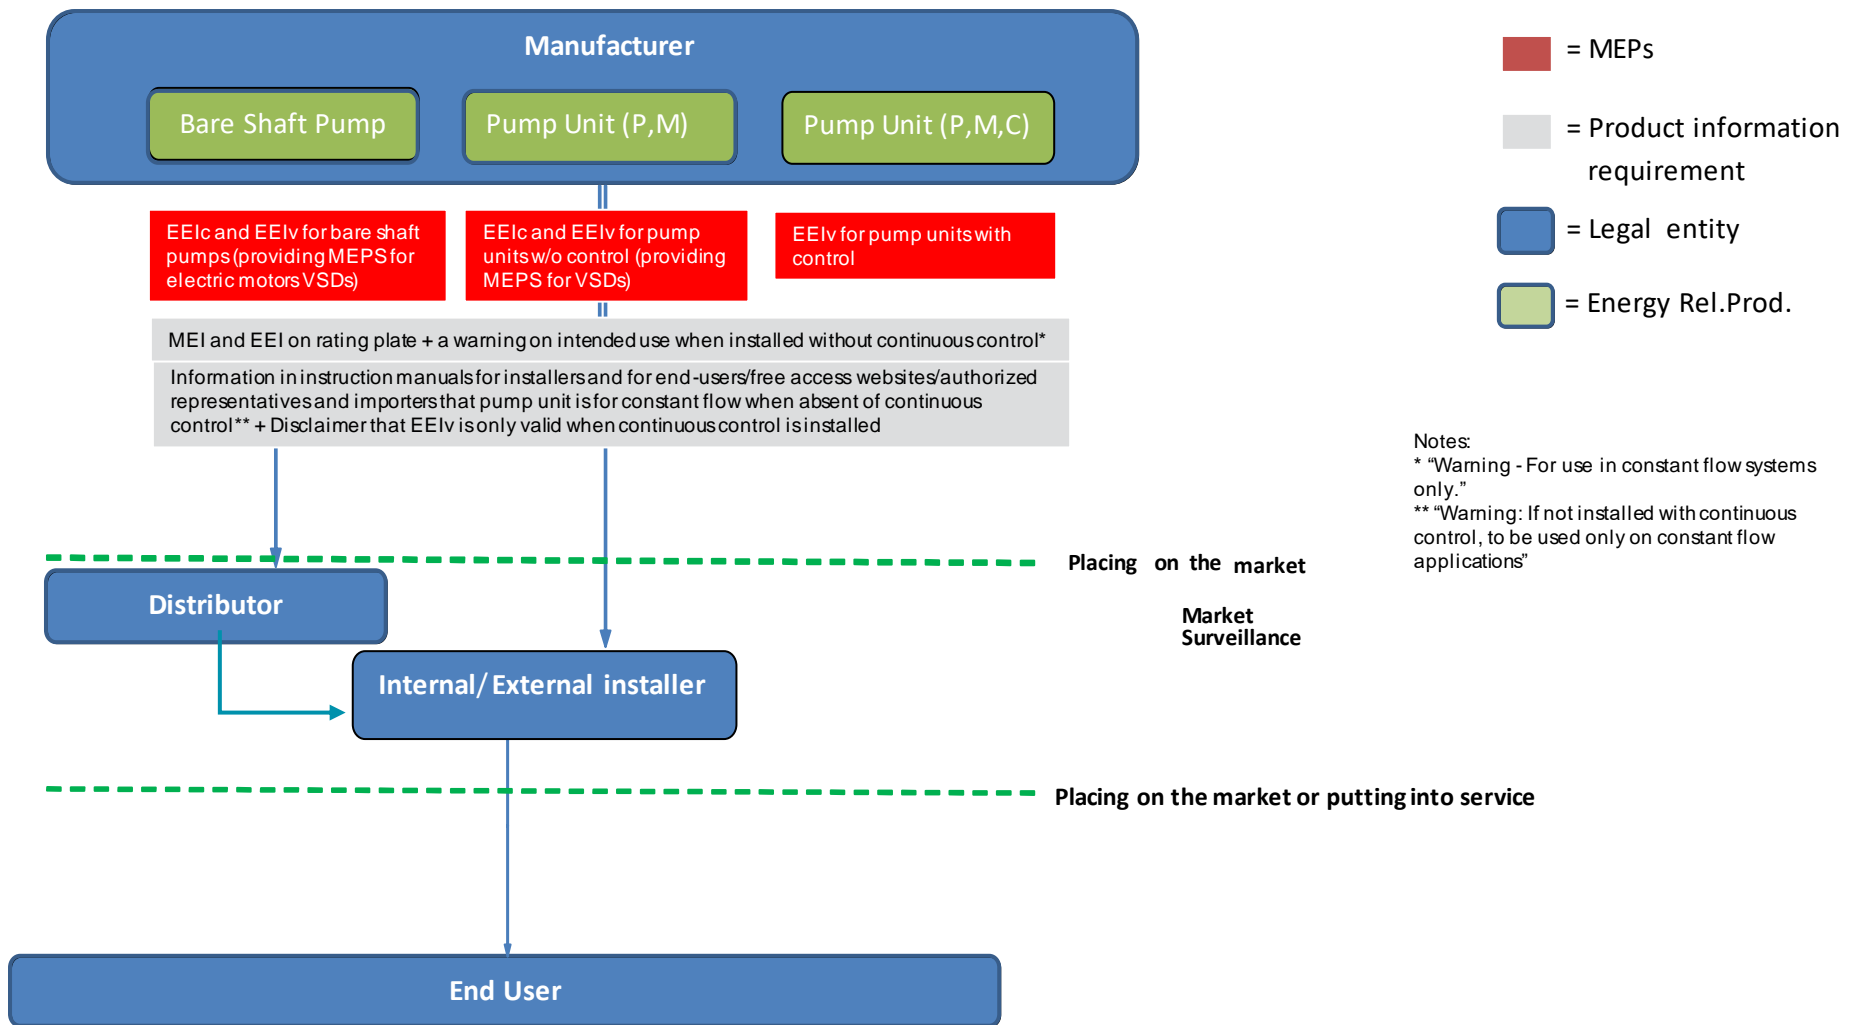 Manufacturer
Bare Shaft Pump
Pump Unit (P,M)
Pump Unit (P,M,C)
= MEPs
= Product information
requirement
= Legal entity
= Energy Rel.Prod.
EEIc and EEIv for bare shaft
pumps (providing MEPS for
electric motors VSDs)
EEIc and EEIv for pump
units w/o control (providing
MEPS for VSDs)
EEIv for pump units with
control
MEI and EEI on rating plate + a warning on intended use when installed without continuous control*
Information in instruction manuals for installers and for end-users/free access websites/authorized
representatives and importers that pump unit is for constant flow when absent of continuous
control** + Disclaimer that EEIv is only valid when continuous control is installed
Notes:
* “Warning - For use in constant flow systems
only.”
** “Warning: If not installed with continuous
control, to be used only on constant flow
applications”
Placing on the market
Distributor
Market
Surveillance
Internal/External installer
Placing on the market or putting into service
End User